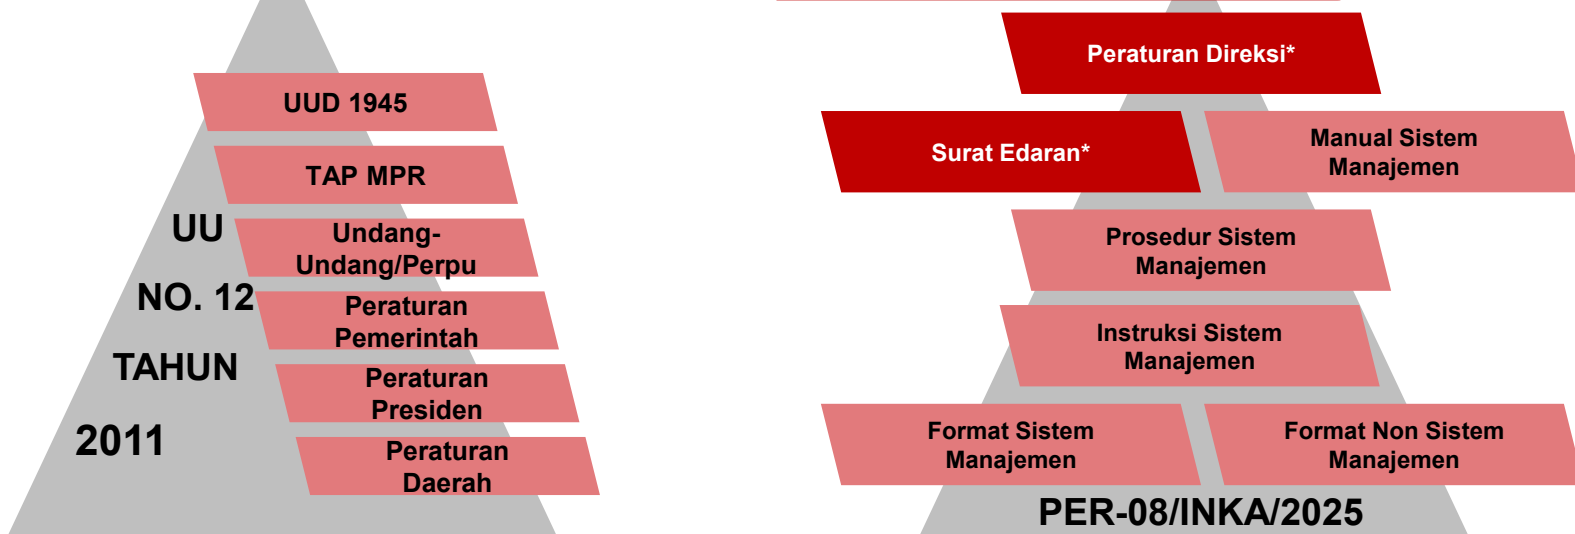 UUD 1945
TAP MPR
Undang-
Undang/Perpu
Peraturan
Pemerintah
Peraturan
Presiden
Peraturan
Daerah
UU
NO. 12
TAHUN
2011
Peraturan Direksi*
Surat Edaran*
Manual Sistem
Manajemen
Prosedur Sistem
Manajemen
Instruksi Sistem
Manajemen
Format Sistem
Manajemen
Format Non Sistem
Manajemen
PER-08/INKA/2025